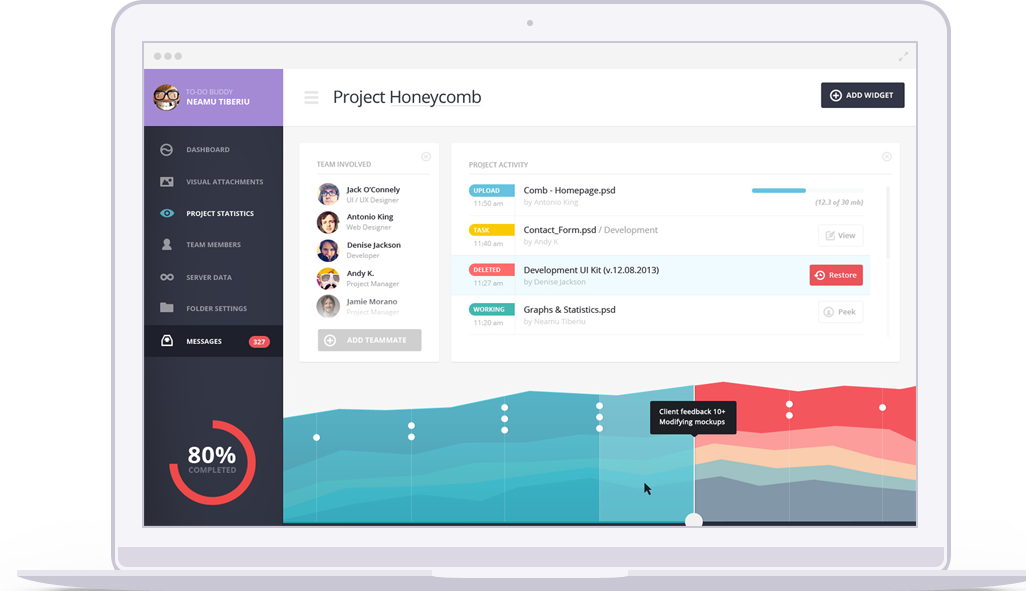 TO-DO BUDDY
NEAMU TIBERIU
Project Honeycomb
ADD WIDGET
DASHBOARD
VISUAL ATTACHMENTS
PROJECT STATISTICS
TEAM MEMBERS
SERVER DATA
FOLDER SETTINGS
MESSAGES 327
80%
COMPLETED
TEAM INVOLVED
Jack O'Connely
UI / UX Designer
Antonio King
Web Designer
Denise Jackson
Developer
Andy K.
Project Manager
Jamie Morano
Project Manager
ADD TEAMMATE
PROJECT ACTIVITY
UPLOAD Comb - Homepage.psd
11:50 am by Antonio King (12.3 of 30 mb)
TASK Contact_Form.psd / Development View
11:40 am by Andy K
DELETED Development UI Kit (v.12.08.2013) Restore
11:27 am by Denise Jackson
WORKING Graphs & Statistics.psd Peek
11:20 am by Neamu Tiberiu
Client feedback 10+
Modifying mockups